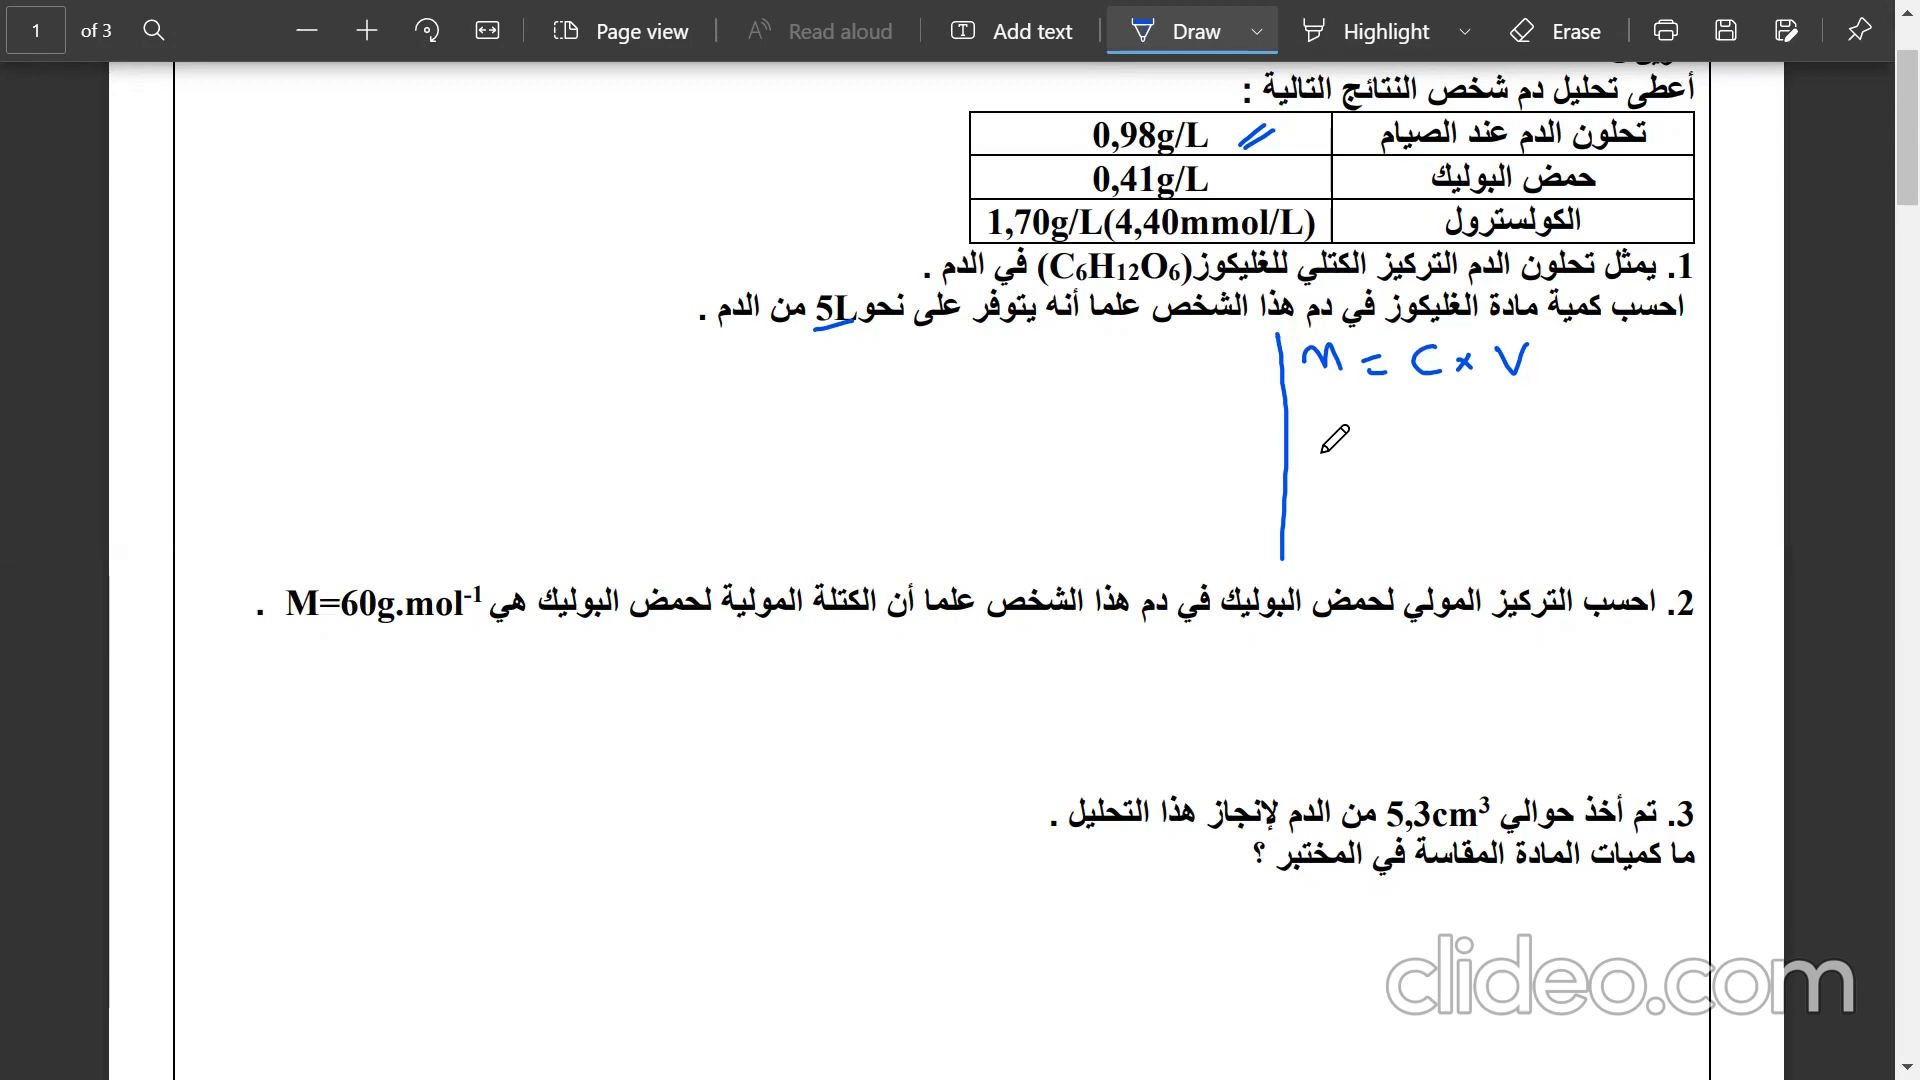 1 of 3 Page view Read aloud Add text Draw Highlight Erase
أعطى تحليل دم شخص النتائج التالية :
تحلون الدم عند الصيام 0,98g/L
حمض البوليك 0,41g/L
الكولسترول 1,70g/L(4,40mmol/L)
1. يمثل تحلون الدم التركيز الكتلي للغليكوز(C₆H₁₂O₆) في الدم .
احسب كمية مادة الغليكوز في دم هذا الشخص علما أنه يتوفر على نحو5L من الدم .
n = C × V
2. احسب التركيز المولي لحمض البوليك في دم هذا الشخص علما أن الكتلة المولية لحمض البوليك هي M=60g.mol⁻¹ .
3. تم أخذ حوالي 5,3cm³ من الدم لإنجاز هذا التحليل .
ما كميات المادة المقاسة في المختبر ؟
clideo.com